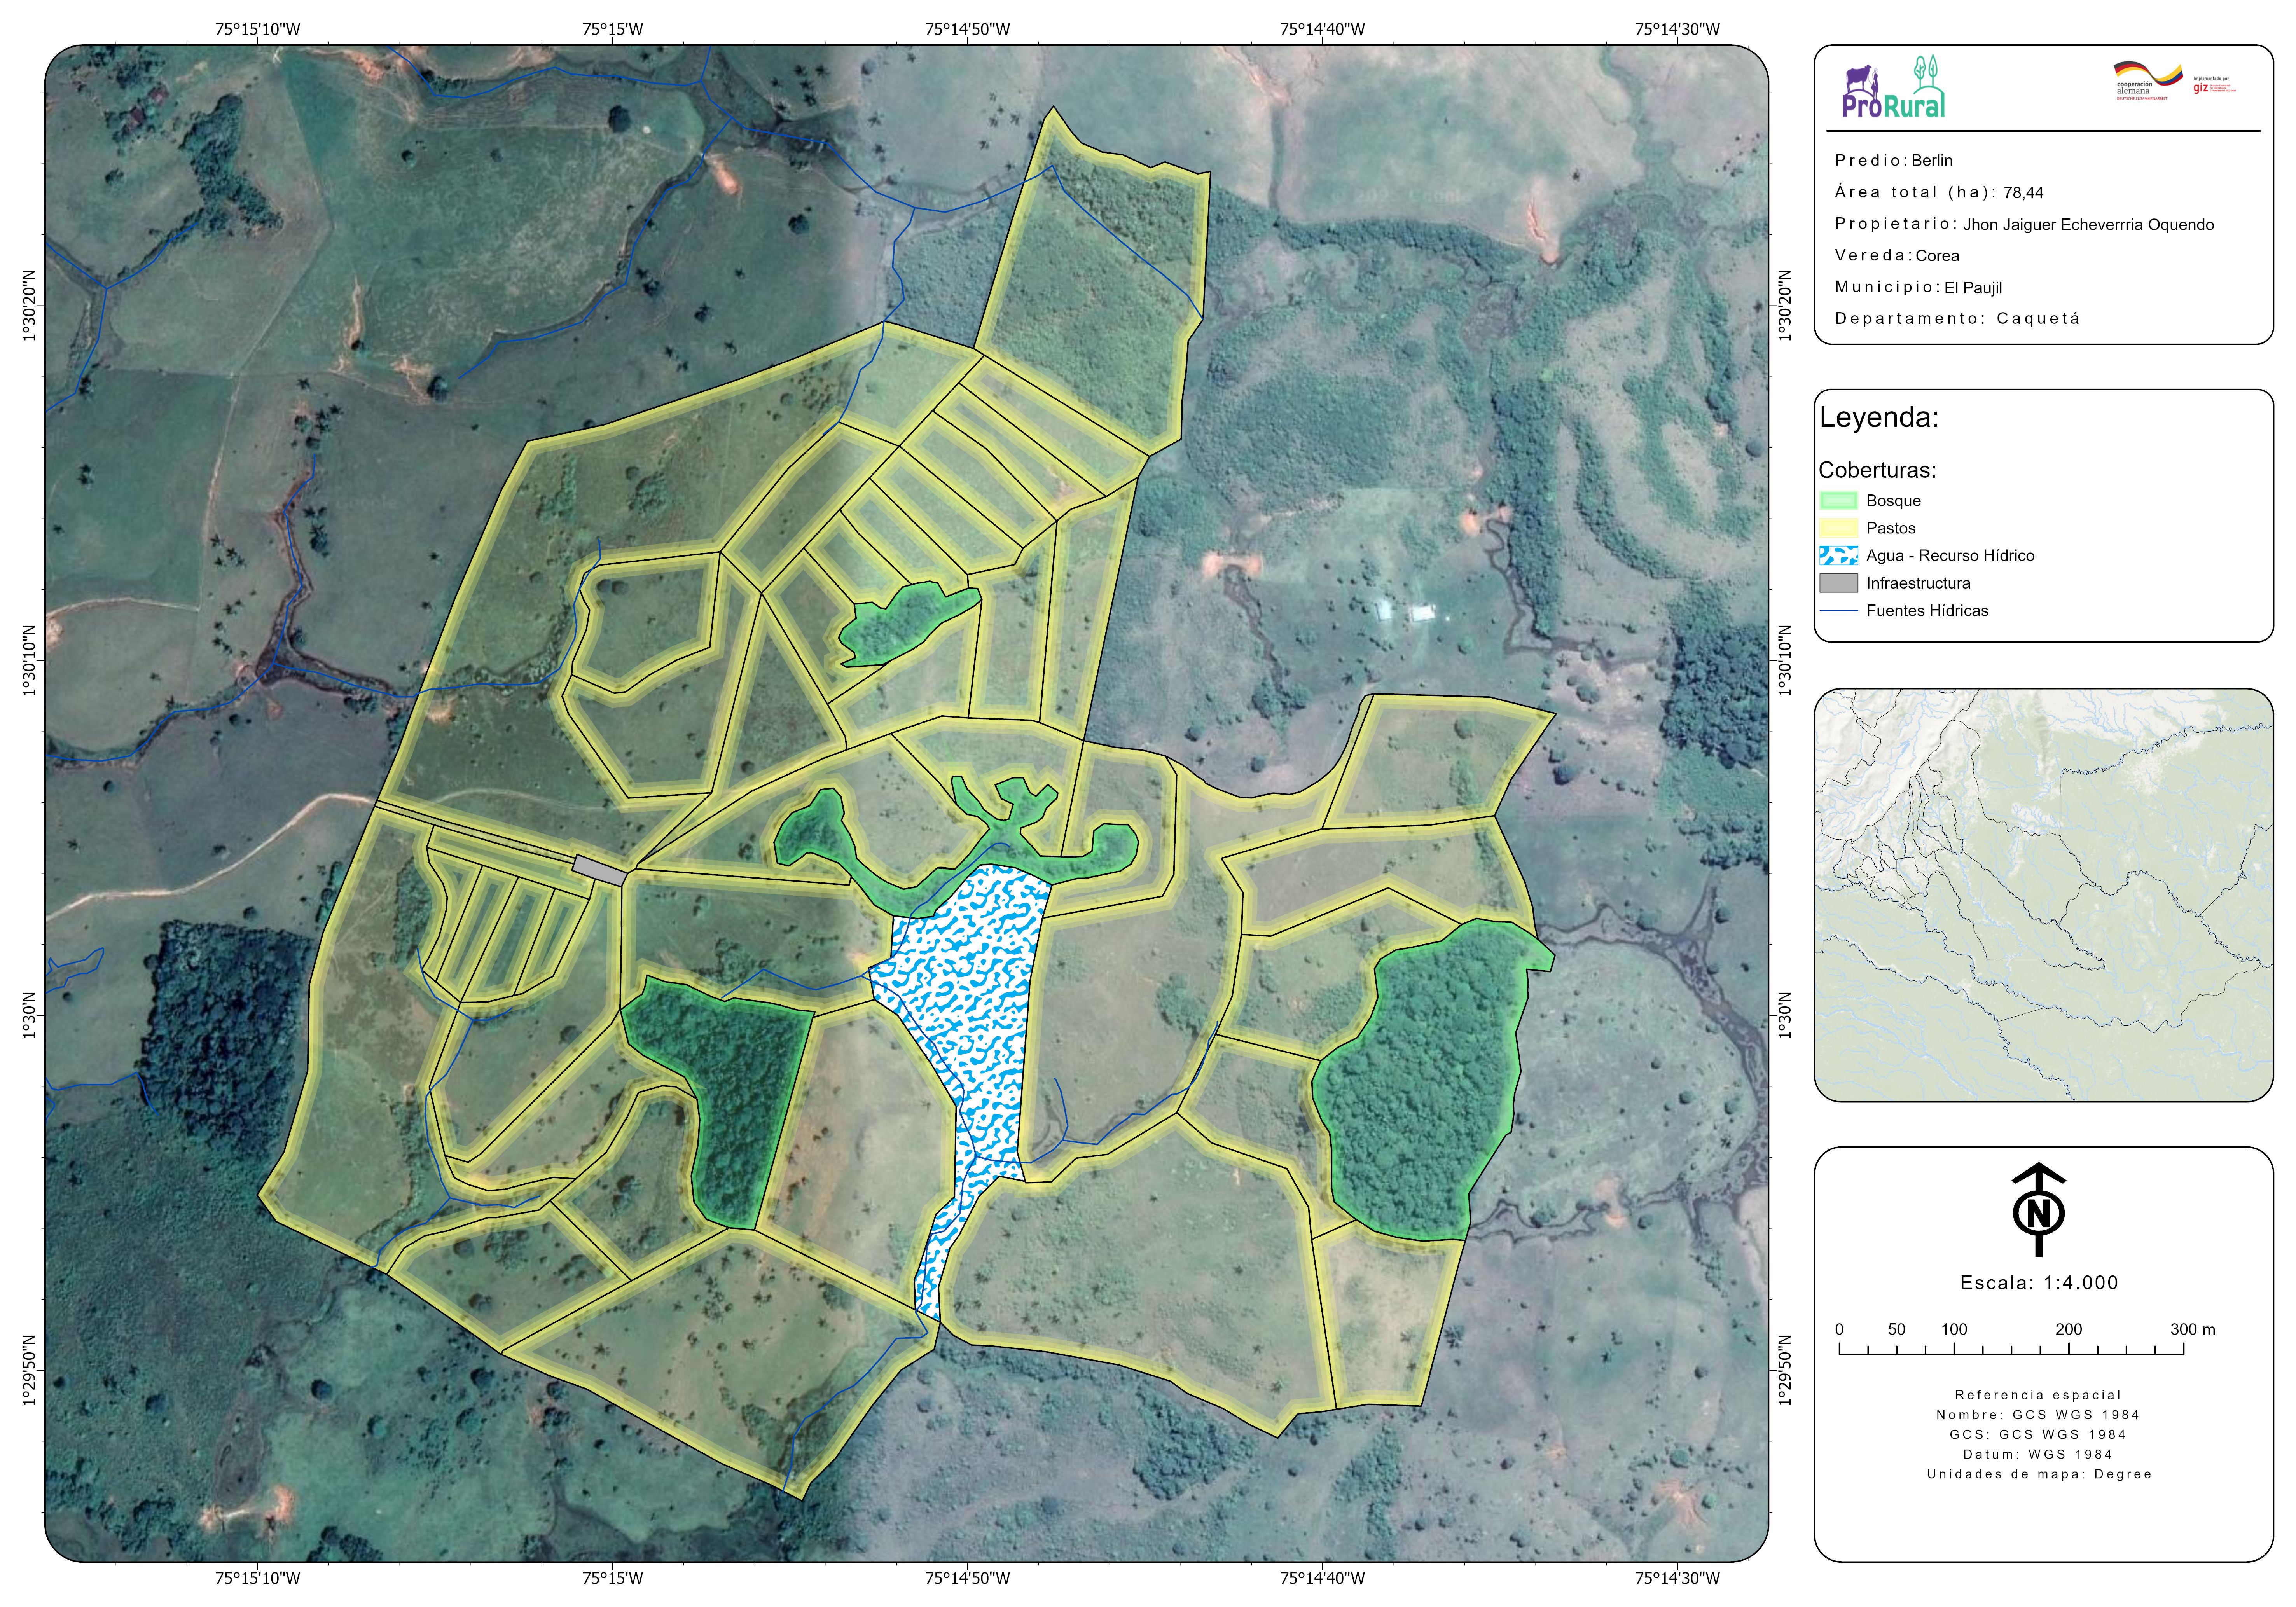 75°15'10"W
75°15'W
75°14'50"W
75°14'40"W
75°14'30"W
1°30'20"N
1°30'10"N
1°30'N
1°29'50"N
1°30'20"N
1°30'10"N
1°30'N
1°29'50"N
75°15'10"W
75°15'W
75°14'50"W
75°14'40"W
75°14'30"W
ProRural
cooperación
alemana
DEUTSCHE ZUSAMMENARBEIT
Implementada por
giz
Predio: Berlin
Área total (ha): 78,44
Propietario: Jhon Jaiguer Echeverrria Oquendo
Vereda: Corea
Municipio: El Paujil
Departamento: Caquetá
Leyenda:
Coberturas:
Bosque
Pastos
Agua - Recurso Hídrico
Infraestructura
Fuentes Hídricas
N
Escala: 1:4.000
0 50 100 200 300 m
Referencia espacial
Nombre: GCS WGS 1984
GCS: GCS WGS 1984
Datum: WGS 1984
Unidades de mapa: Degree